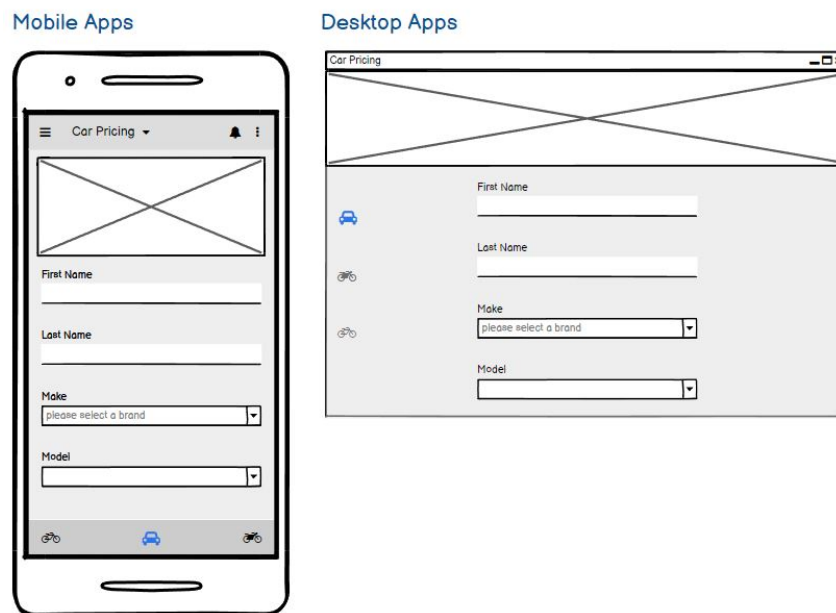 Mobile Apps
Desktop Apps
Car Pricing
First Name
Last Name
Make
please select a brand
Model
Car Pricing
First Name
Last Name
Make
please select a brand
Model